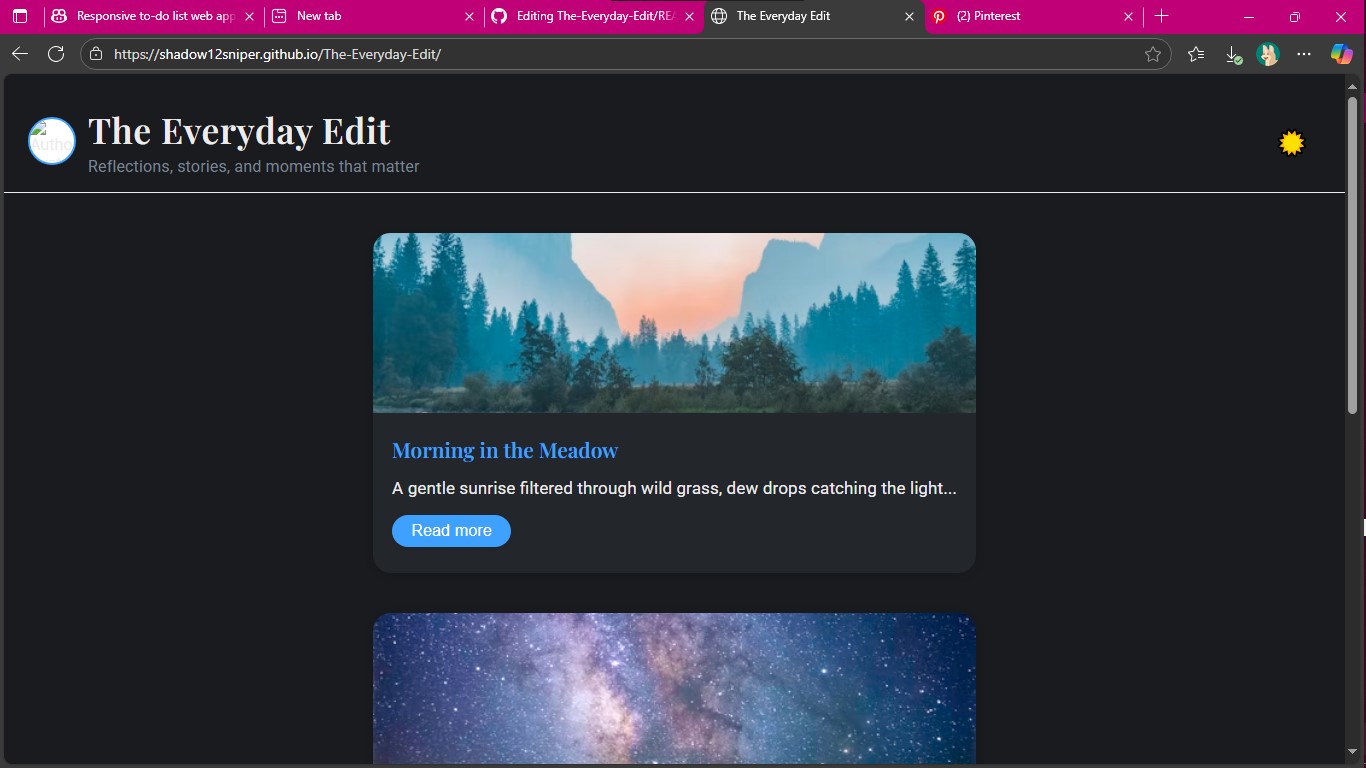 Responsive to-do list web app
New tab
Editing The-Everyday-Edit/REA
The Everyday Edit
(2) Pinterest
https://shadow12sniper.github.io/The-Everyday-Edit/
Autho
The Everyday Edit
Reflections, stories, and moments that matter
Morning in the Meadow
A gentle sunrise filtered through wild grass, dew drops catching the light...
Read more